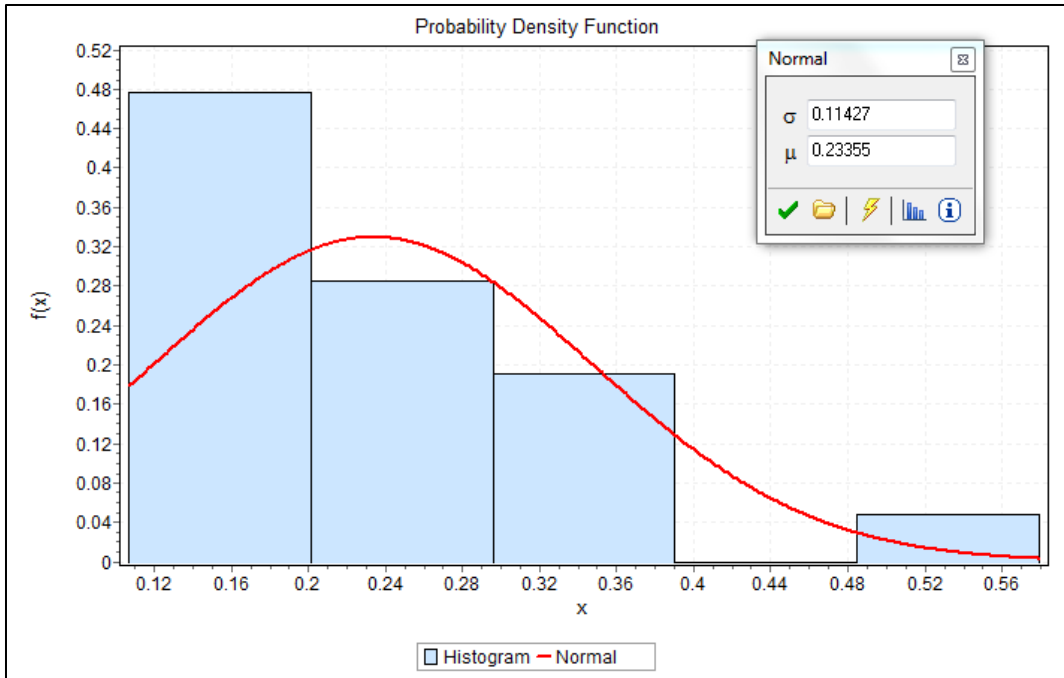 Probability Density Function
Normal
σ 0.11427
μ 0.23355
f(x)
0.52
0.48
0.44
0.4
0.36
0.32
0.28
0.24
0.2
0.16
0.12
0.08
0.04
0
0.12 0.16 0.2 0.24 0.28 0.32 0.36 0.4 0.44 0.48 0.52 0.56
x
Histogram Normal